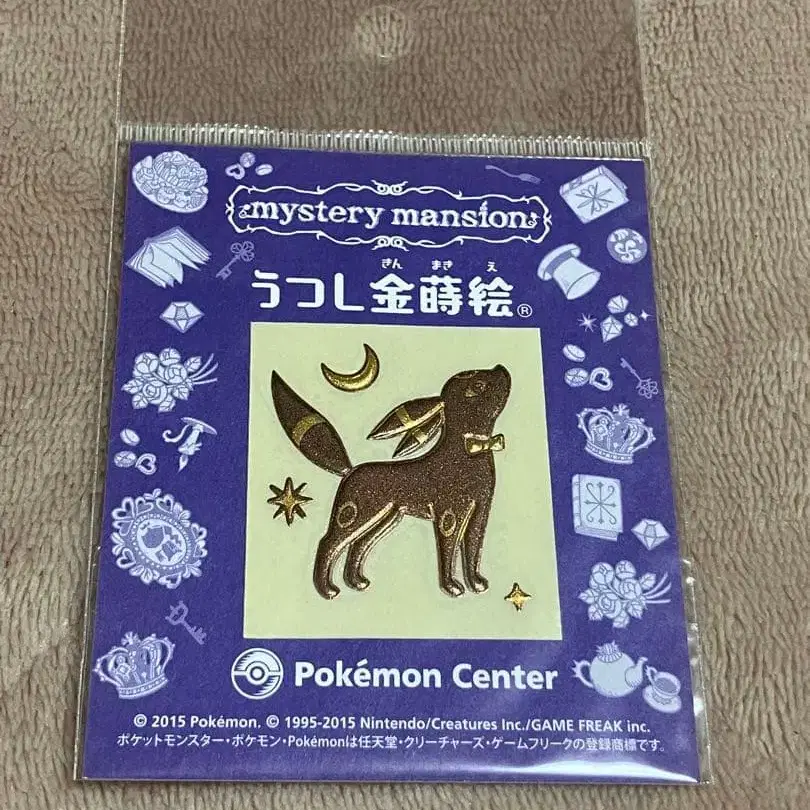 mystery mansion
きん まき え
うつし金蒔絵®
Pokémon Center
© 2015 Pokémon. © 1995-2015 Nintendo/Creatures Inc./GAME FREAK inc.
ポケットモンスター・ポケモン・Pokémonは任天堂・クリーチャーズ・ゲームフリークの登録商標です。